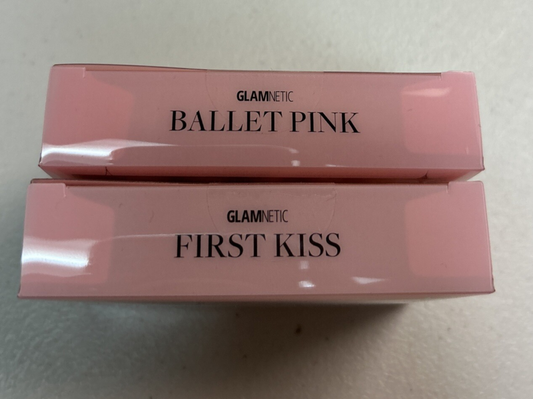 GLAMNETIC
BALLET PINK
GLAMNETIC
FIRST KISS